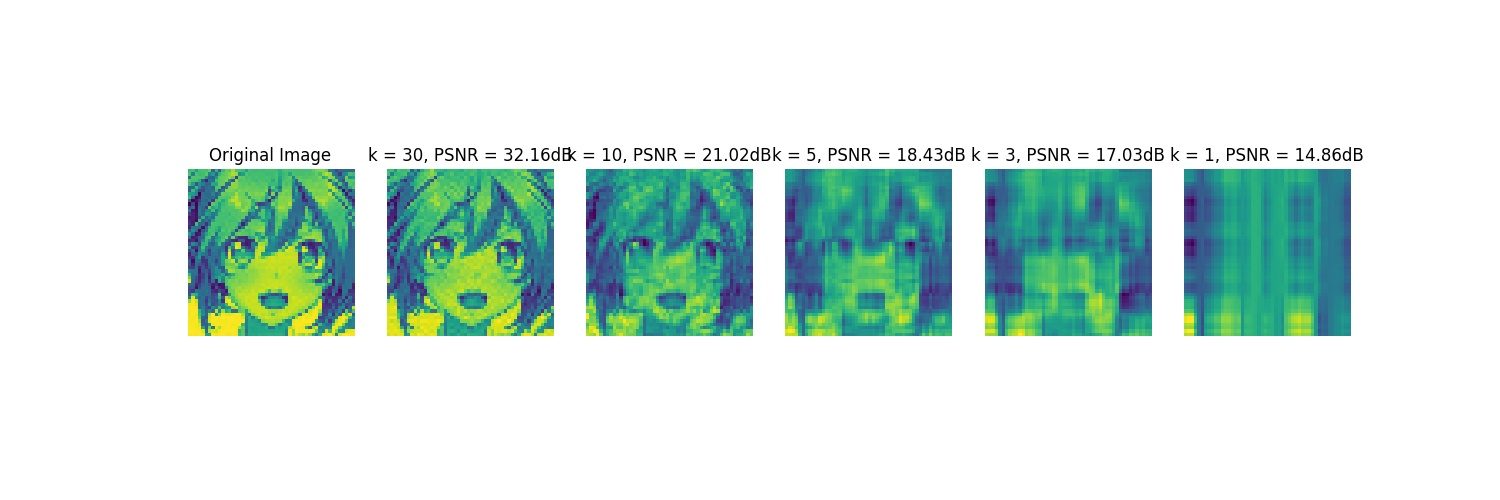 Original Image
k = 30, PSNR = 32.16dB
k = 10, PSNR = 21.02dB
k = 5, PSNR = 18.43dB
k = 3, PSNR = 17.03dB
k = 1, PSNR = 14.86dB